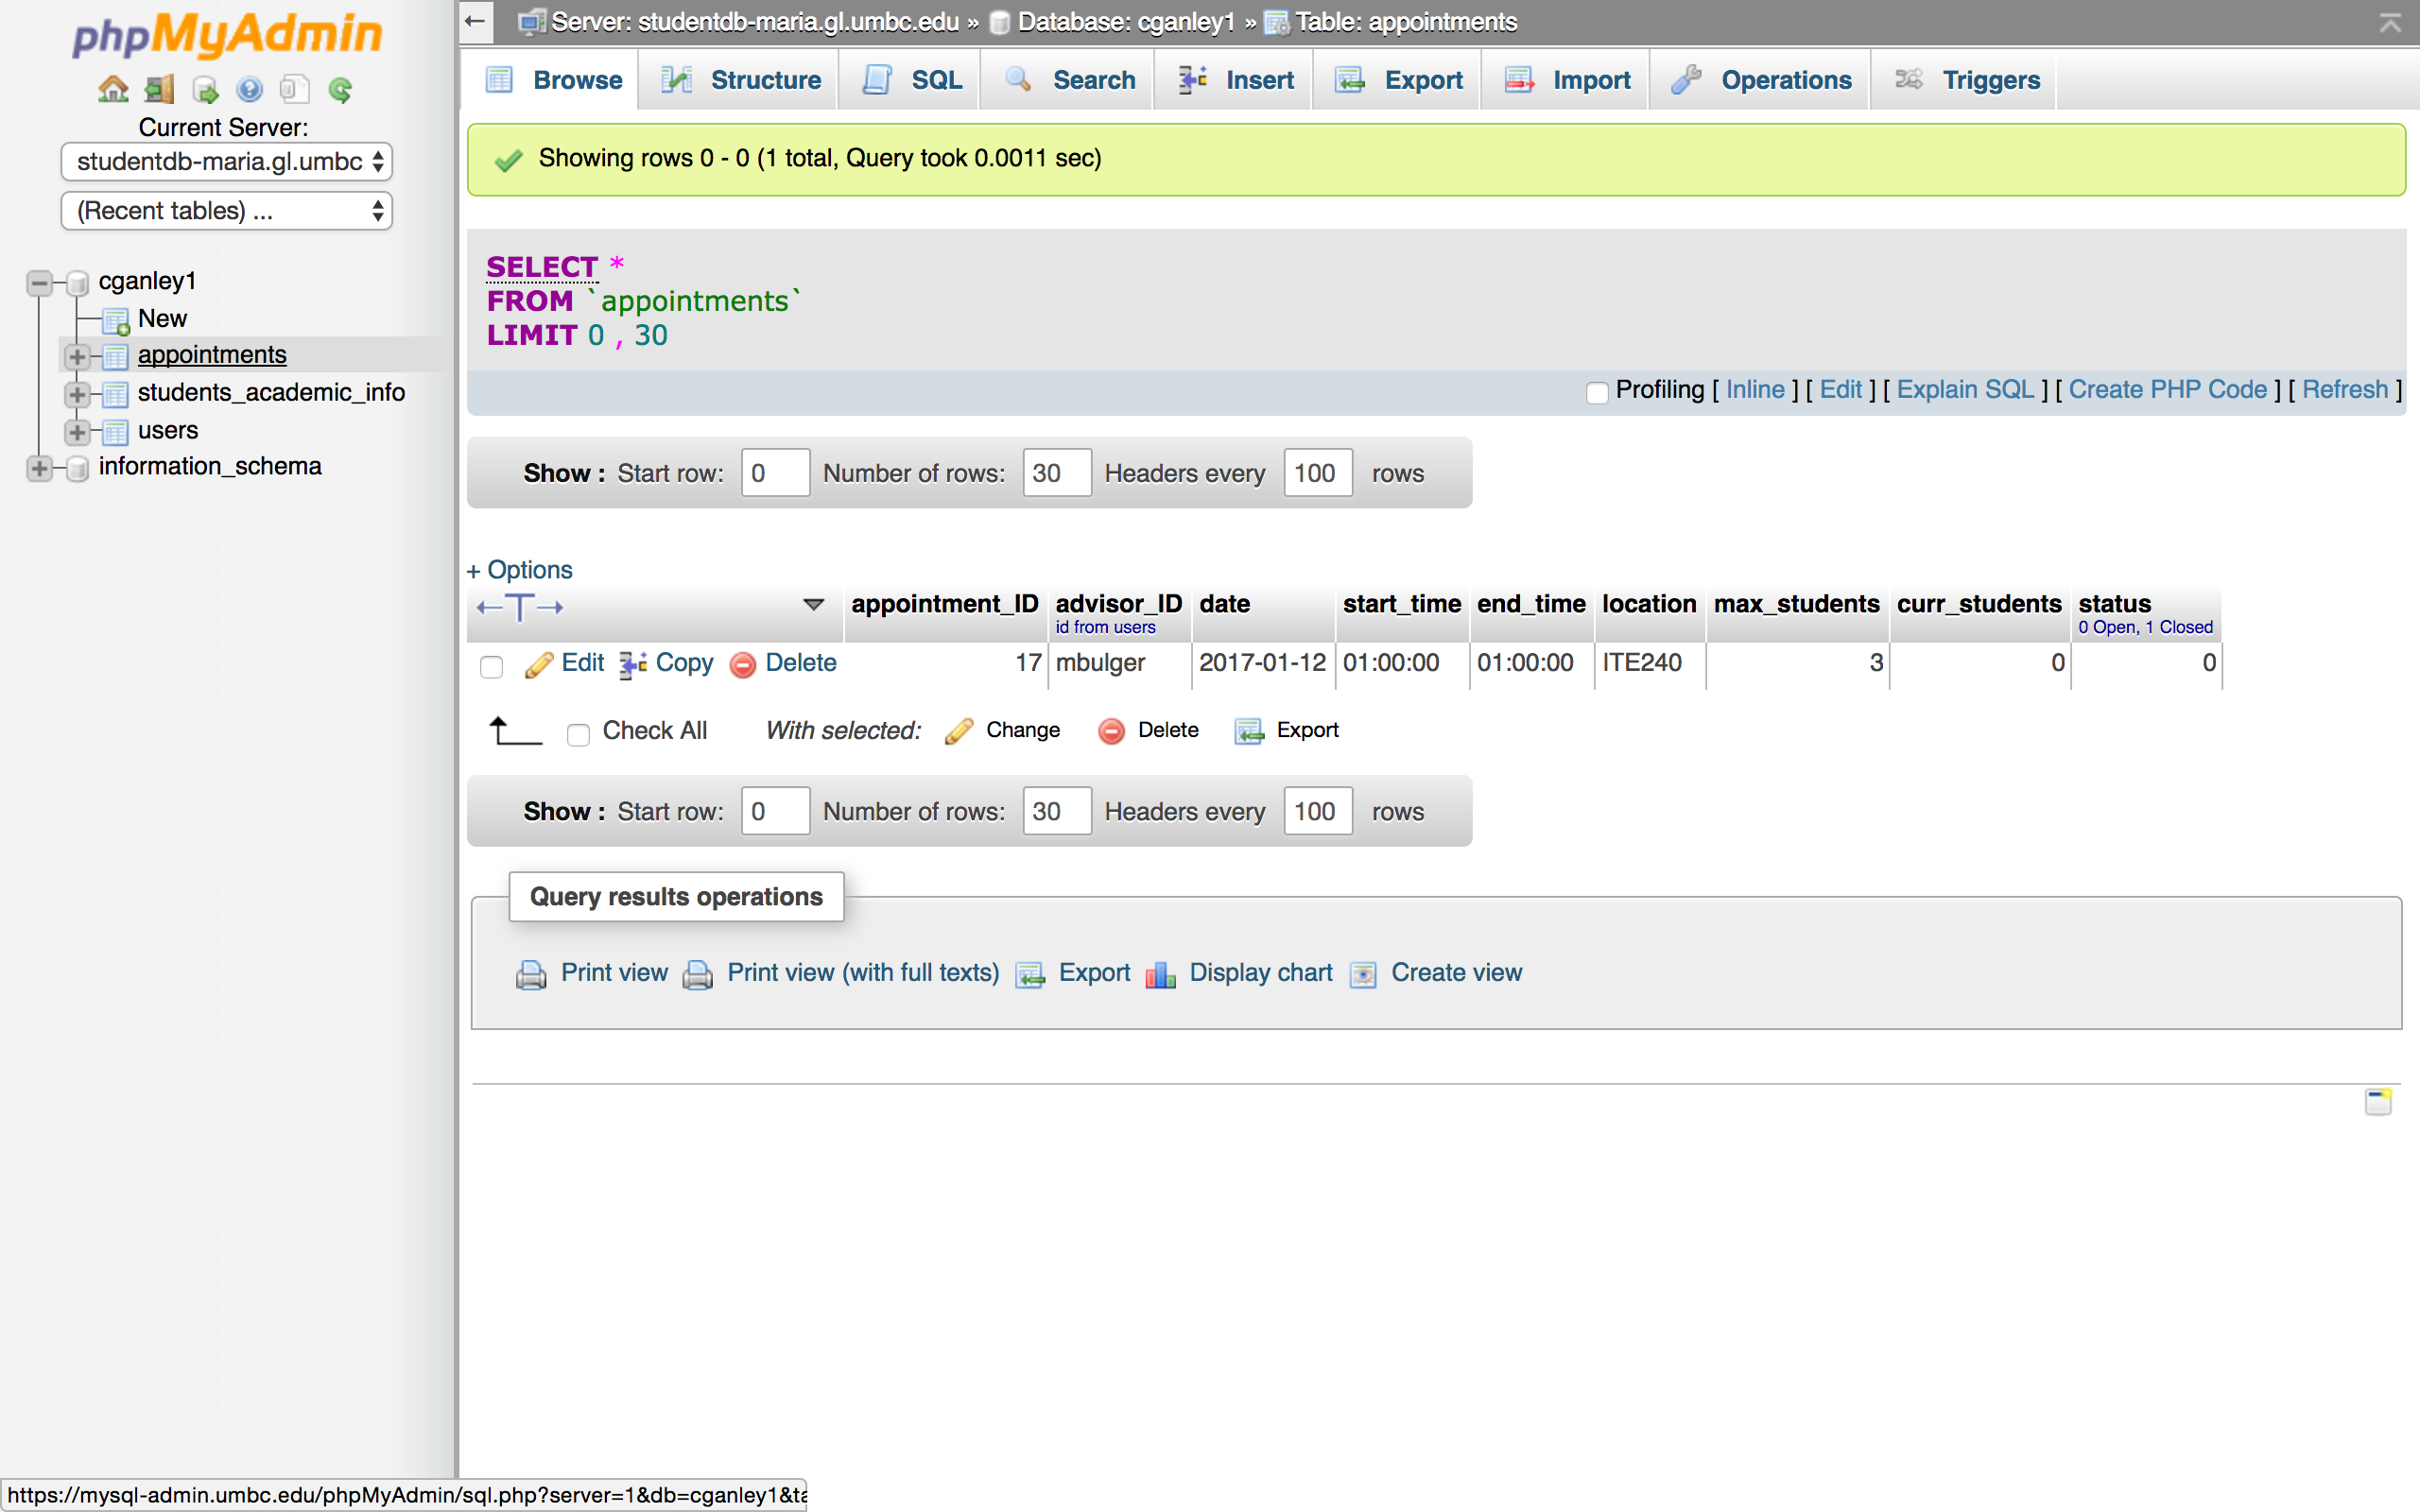 phpMyAdmin
Current Server:
studentdb-maria.gl.umbc
(Recent tables) ...
cganley1
New
appointments
students_academic_info
users
information_schema
Server: studentdb-maria.gl.umbc.edu » Database: cganley1 » Table: appointments
Browse Structure SQL Search Insert Export Import Operations Triggers
Showing rows 0 - 0 (1 total, Query took 0.0011 sec)
SELECT *
FROM `appointments`
LIMIT 0 , 30
Profiling [ Inline ] [ Edit ] [ Explain SQL ] [ Create PHP Code ] [ Refresh ]
Show : Start row: 0 Number of rows: 30 Headers every 100 rows
+ Options
←T→ appointment_ID advisor_ID date start_time end_time location max_students curr_students status
id from users 0 Open, 1 Closed
Edit Copy Delete 17 mbulger 2017-01-12 01:00:00 01:00:00 ITE240 3 0 0
Check All With selected: Change Delete Export
Show : Start row: 0 Number of rows: 30 Headers every 100 rows
Query results operations
Print view Print view (with full texts) Export Display chart Create view
https://mysql-admin.umbc.edu/phpMyAdmin/sql.php?server=1&db=cganley1&ta